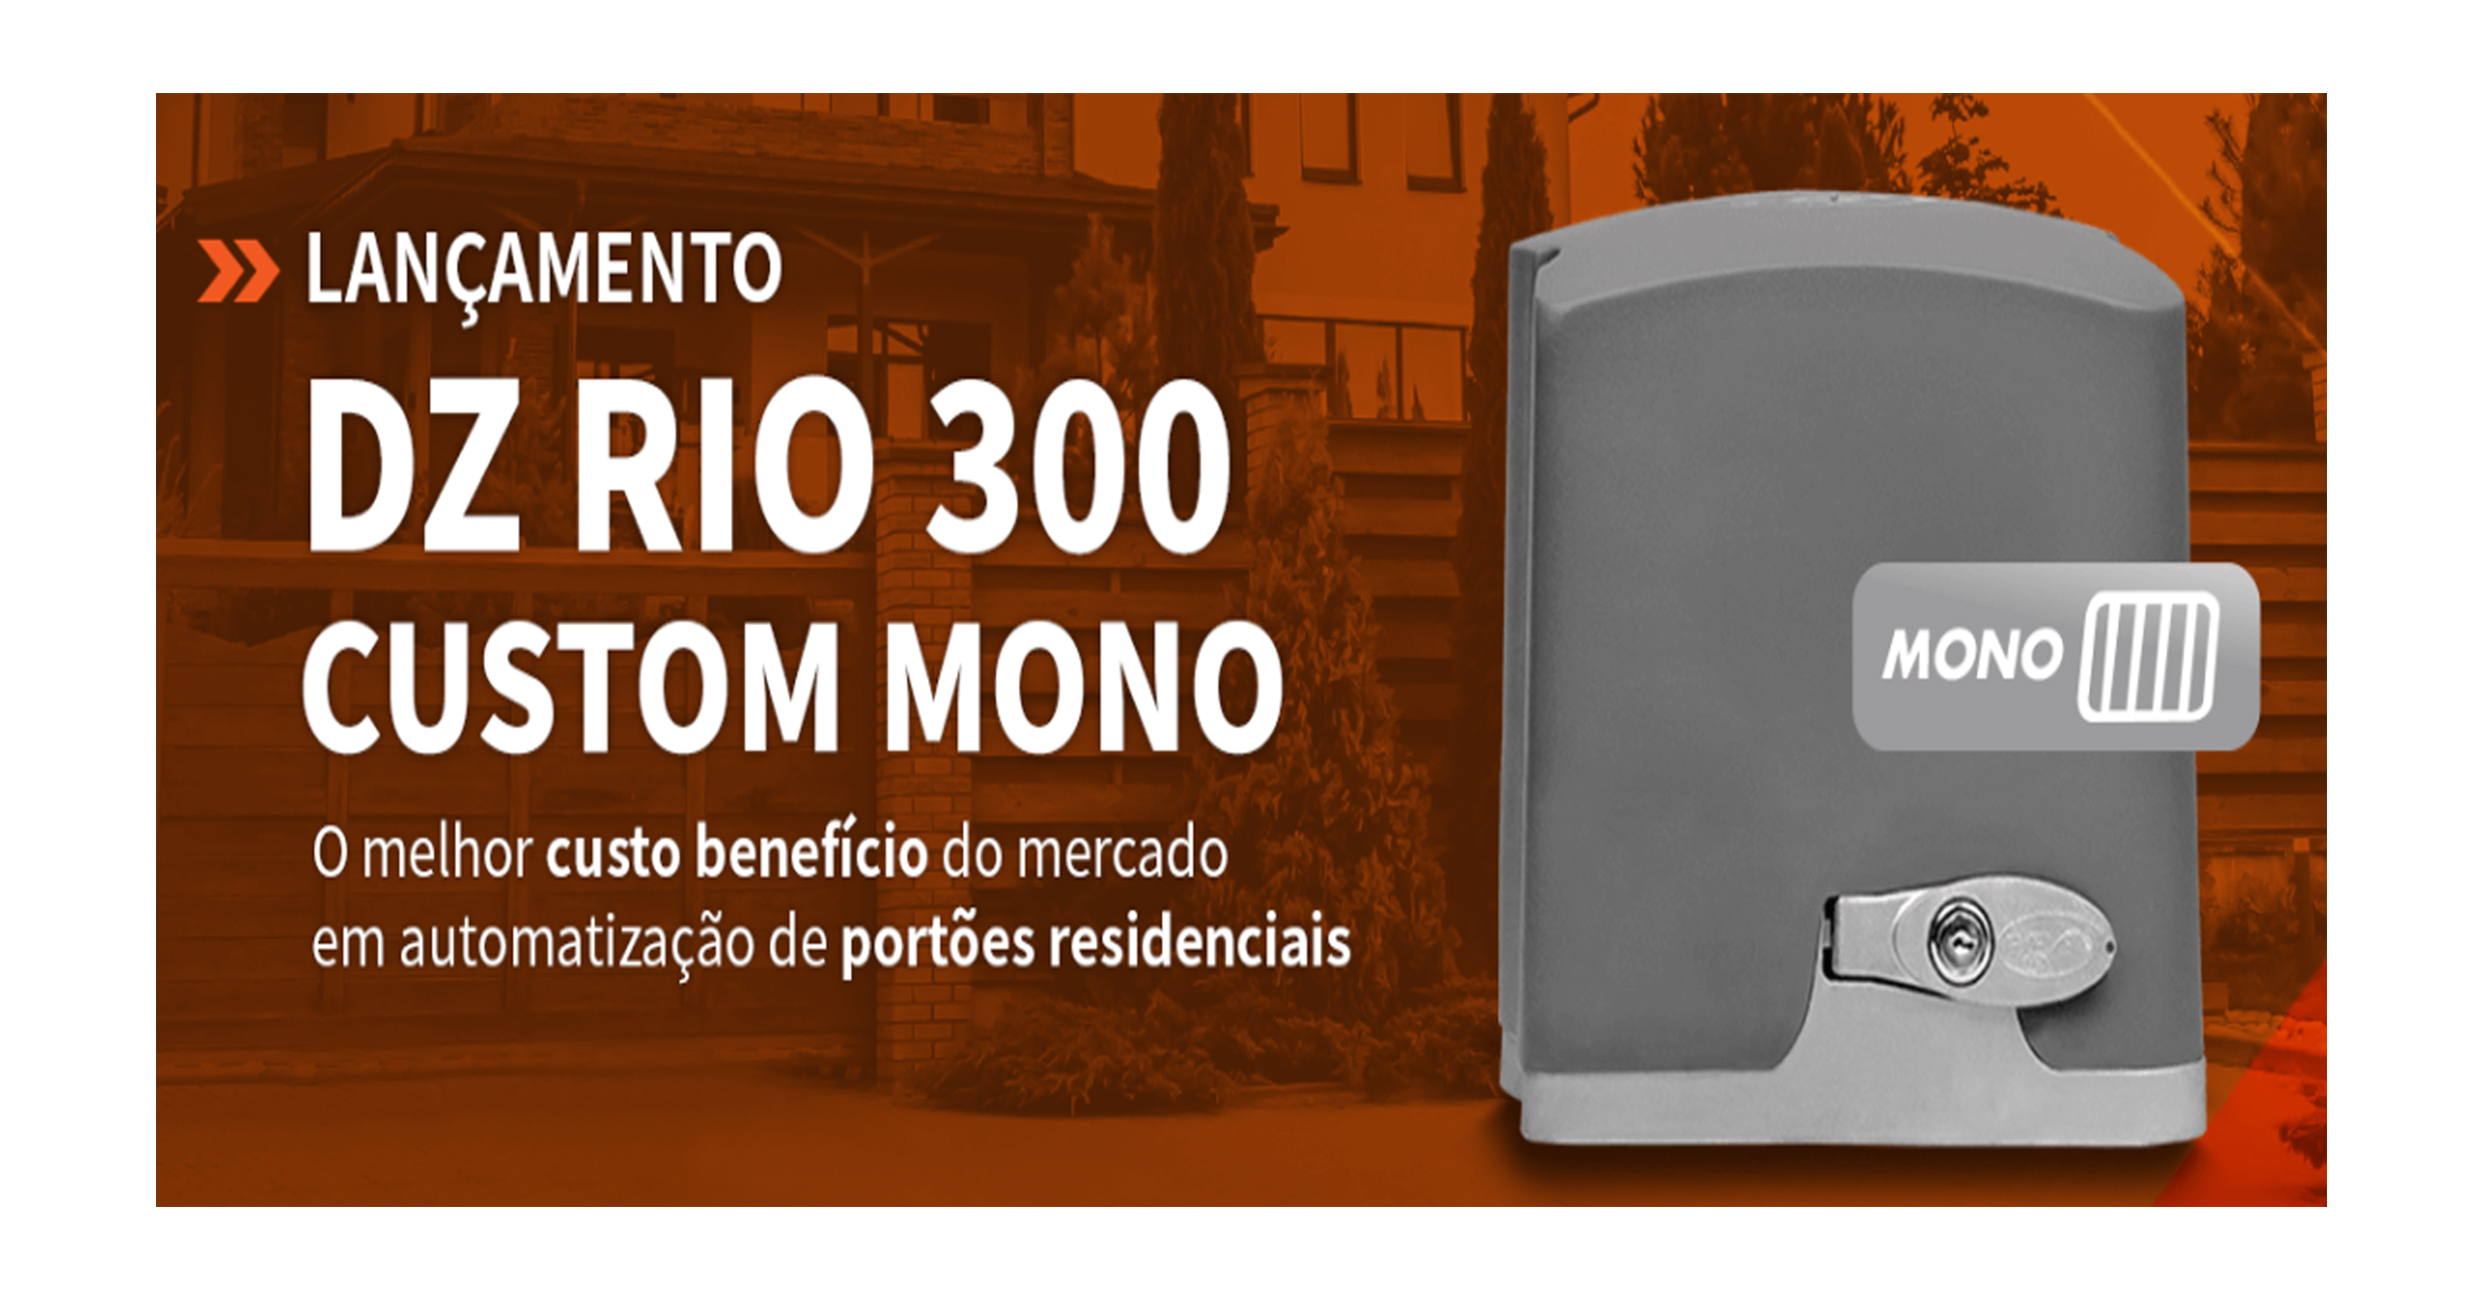 LANÇAMENTO
DZ RIO 300
CUSTOM MONO
O melhor custo benefício do mercado
em automatização de portões residenciais
MONO